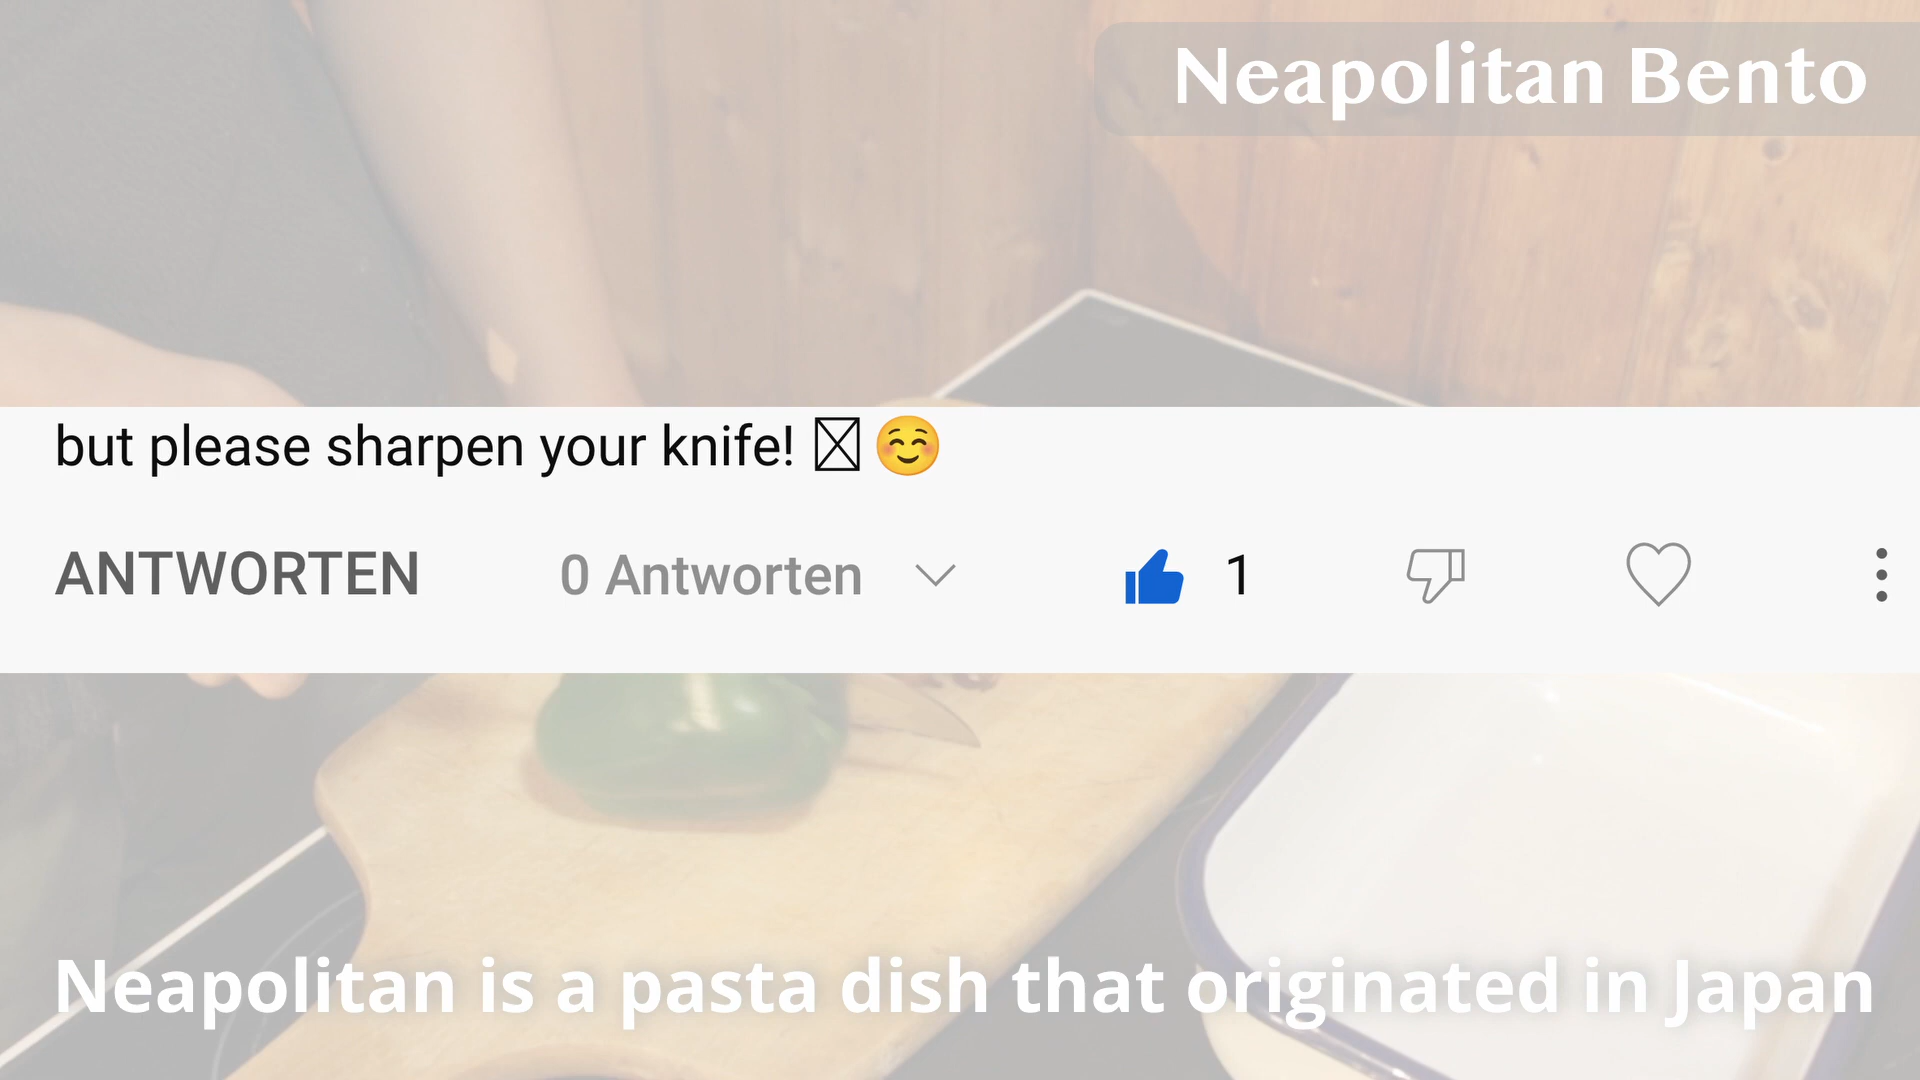 Neapolitan Bento
but please sharpen your knife! ☒ ☺️
ANTWORTEN 0 Antworten 1
Neapolitan is a pasta dish that originated in Japan